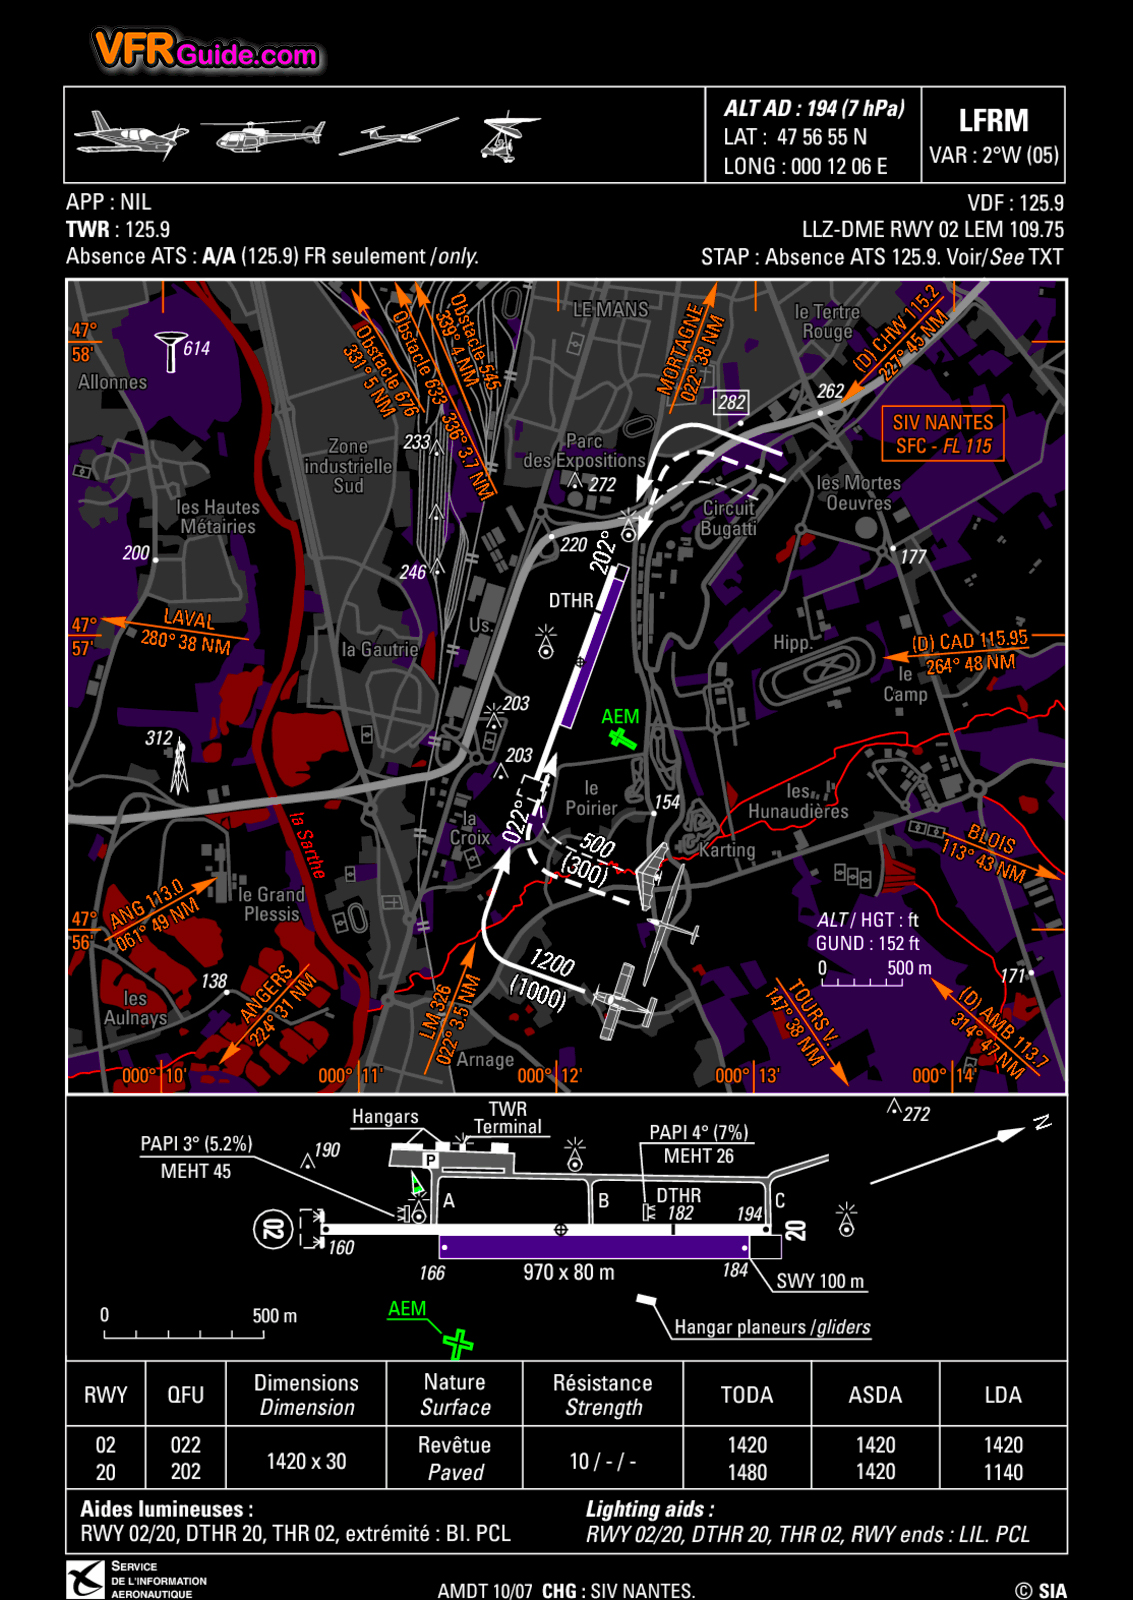 VFRGuide.com
ALT AD : 194 (7 hPa)
LAT : 47 56 55 N
LONG : 000 12 06 E
LFRM
VAR : 2°W (05)
APP : NIL
TWR : 125.9
Absence ATS : A/A (125.9) FR seulement /only.
VDF : 125.9
LLZ-DME RWY 02 LEM 109.75
STAP : Absence ATS 125.9. Voir/See TXT
47°
58'
614
Allonnes
Obstacle 676
331° 5 NM
Obstacle 633
336° 3.7 NM
Obstacle 545
339° 4 NM
LE MANS
MORTAGNE
022° 38 NM
le Tertre
Rouge
(D) CHW 115.2
227° 45 NM
282
262
SIV NANTES
SFC - FL 115
Zone
industrielle
Sud
233
Parc
des Expositions
272
les Hautes
Métairies
les Mortes
Oeuvres
Circuit
Bugatti
200
220
177
246
202°
DTHR
47°
57'
LAVAL
280° 38 NM
la Gautrie
Us.
Hipp.
(D) CAD 115.95
264° 48 NM
le
Camp
203
AEM
312
203
le
Poirier
154
les
Hunaudières
022°
la
Croix
la Sarthe
500
(300)
Karting
BLOIS
113° 43 NM
ANG 113.0
061° 49 NM
le Grand
Plessis
47°
56'
ALT / HGT : ft
GUND : 152 ft
0
500 m
1200
(1000)
138
171
les
Aulnays
ANGERS
224° 31 NM
LM 326
022° 3.5 NM
TOURS V.
147° 38 NM
(D) AMB 113.7
314° 47 NM
Arnage
000° 10'
000° 11'
000° 12'
000° 13'
000° 14'
272
N
Hangars
TWR
Terminal
PAPI 3° (5.2%)
MEHT 45
190
PAPI 4° (7%)
MEHT 26
P
A
B
C
DTHR
182
194
02
20
160
166
970 x 80 m
184
SWY 100 m
0
500 m
AEM
Hangar planeurs /gliders
RWY
QFU
Dimensions
Dimension
Nature
Surface
Résistance
Strength
TODA
ASDA
LDA
02
20
022
202
1420 x 30
Revêtue
Paved
10 / - / -
1420
1480
1420
1420
1420
1140
Aides lumineuses :
RWY 02/20, DTHR 20, THR 02, extrémité : BI. PCL
Lighting aids :
RWY 02/20, DTHR 20, THR 02, RWY ends : LIL. PCL
SERVICE
DE L'INFORMATION
AERONAUTIQUE
AMDT 10/07 CHG : SIV NANTES.
© SIA